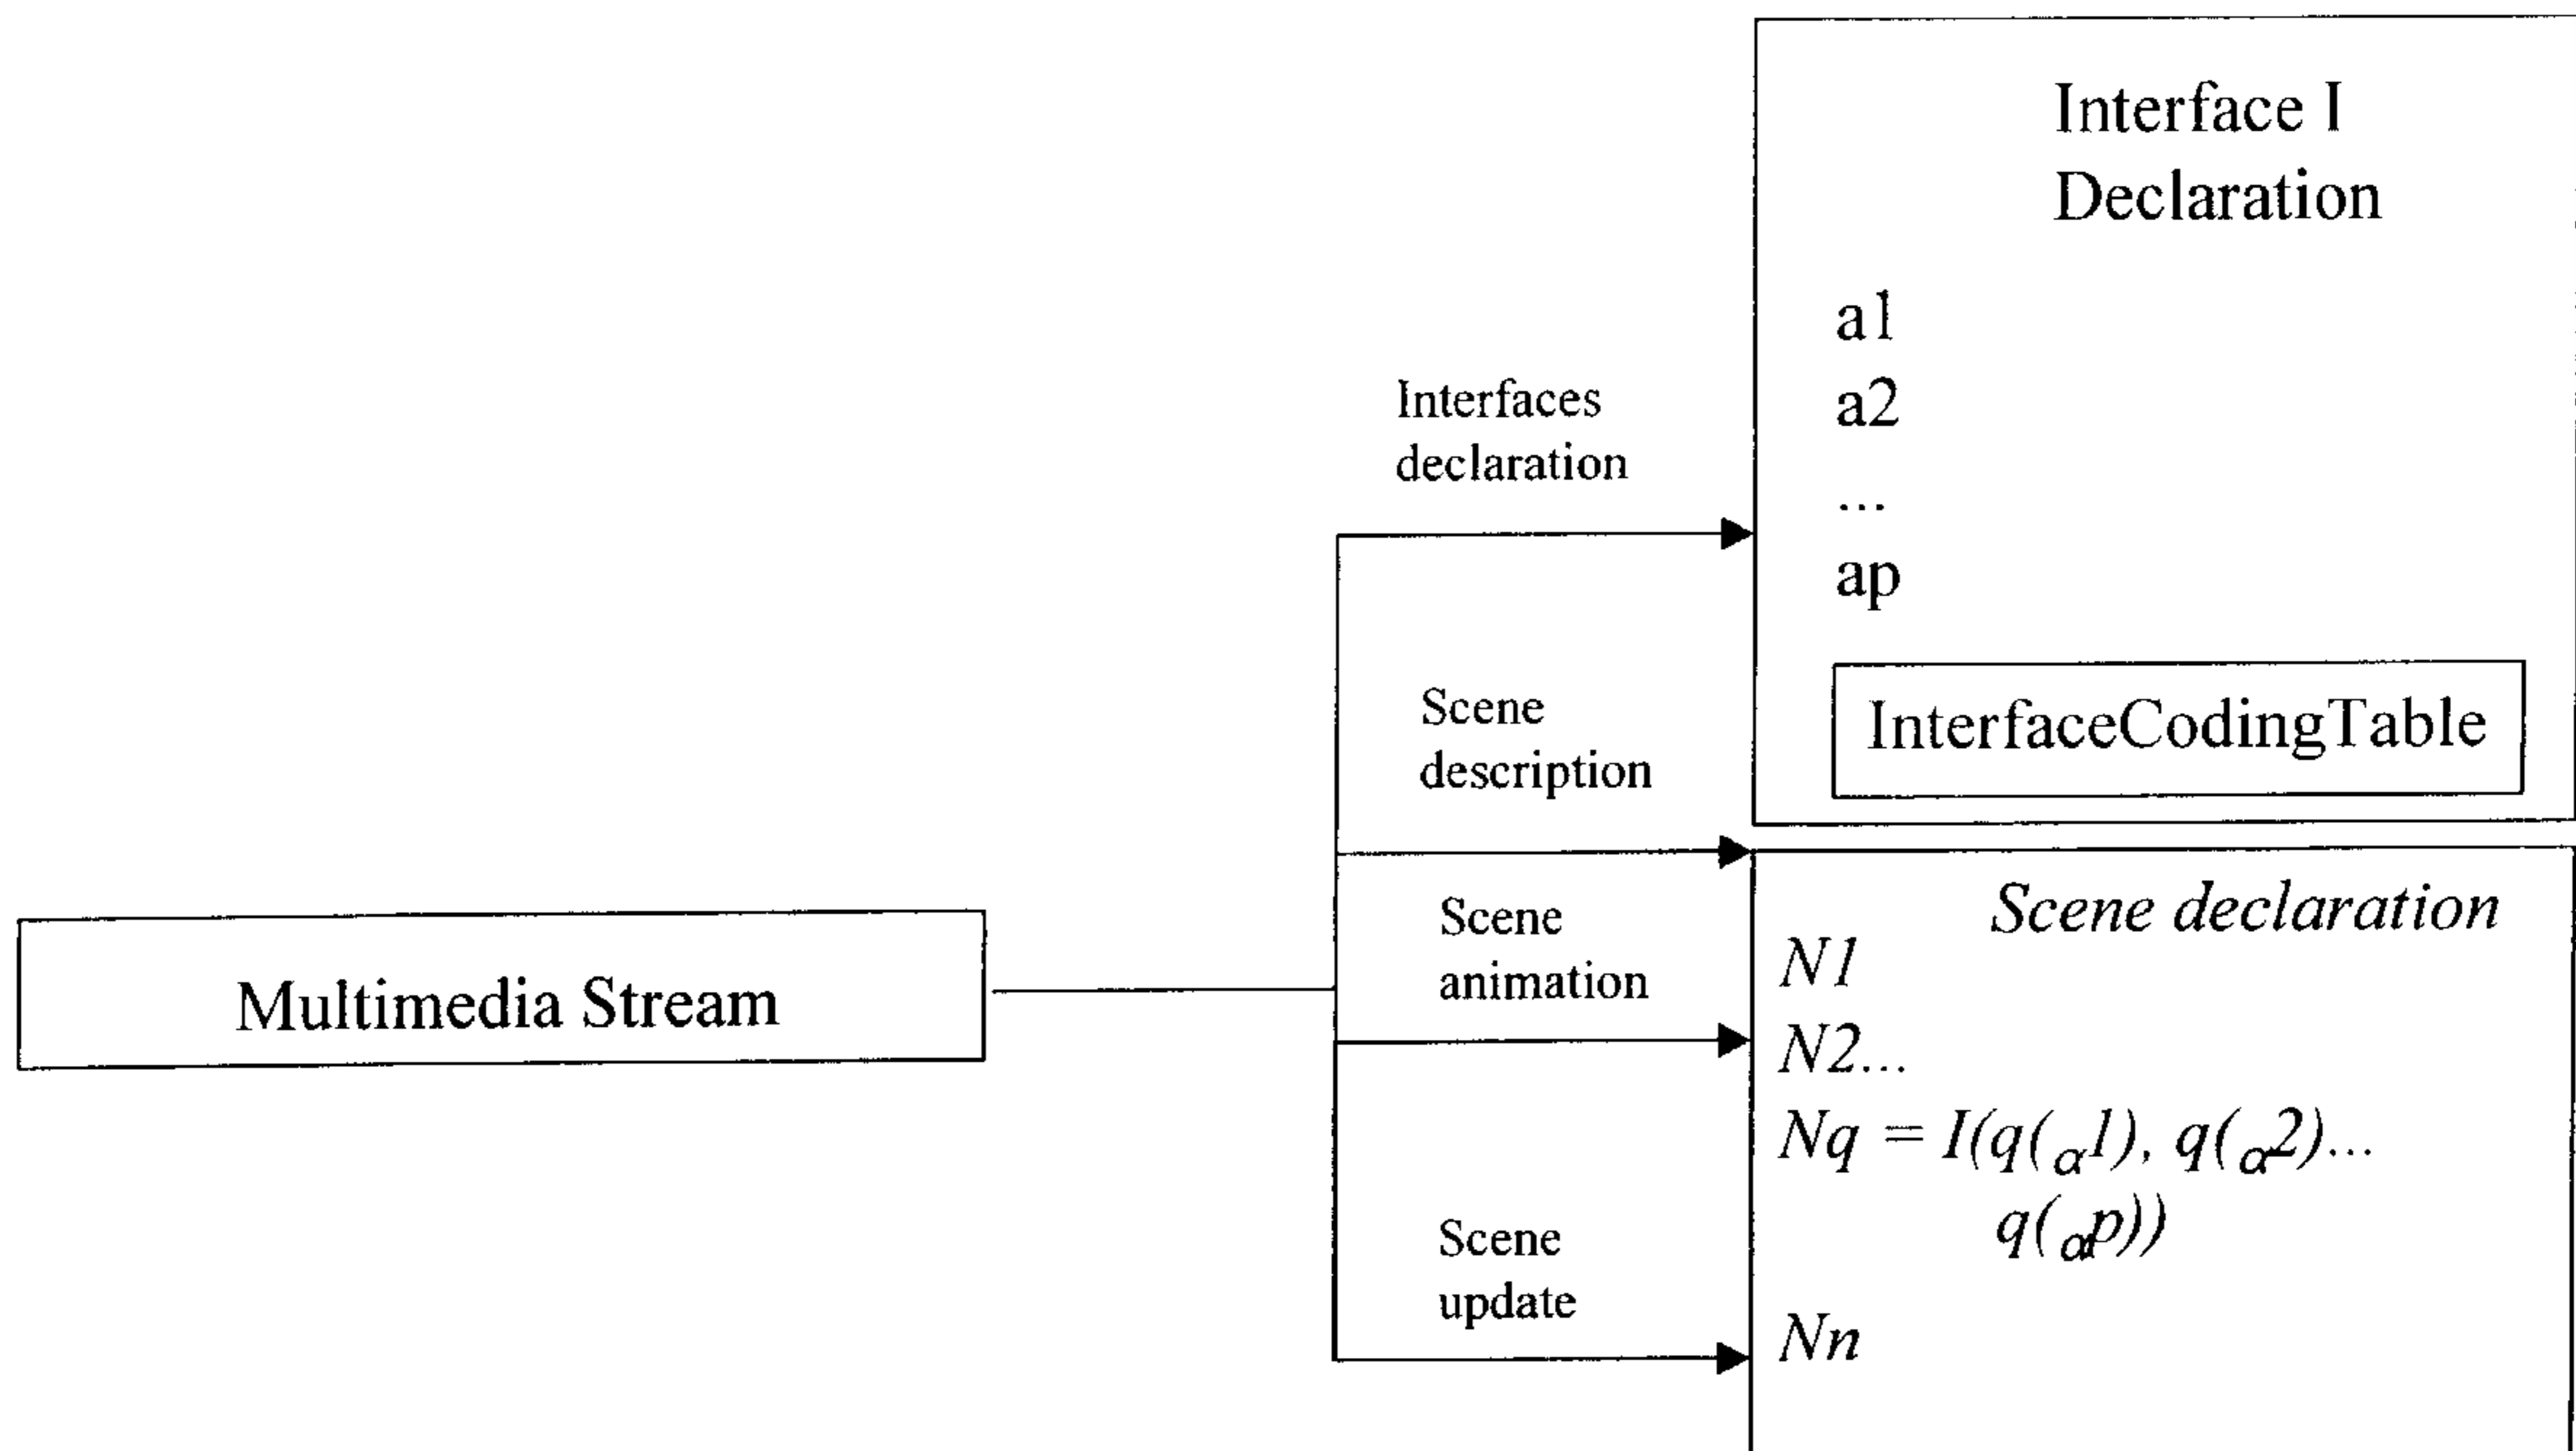 Interface I
Declaration
a1
a2
...
ap
InterfaceCodingTable
Interfaces
declaration
Scene
description
Scene
animation
Scene
update
Multimedia Stream
Scene declaration
N1
N2...
Nq = I(q(α1), q(α2)...
q(αp))
Nn